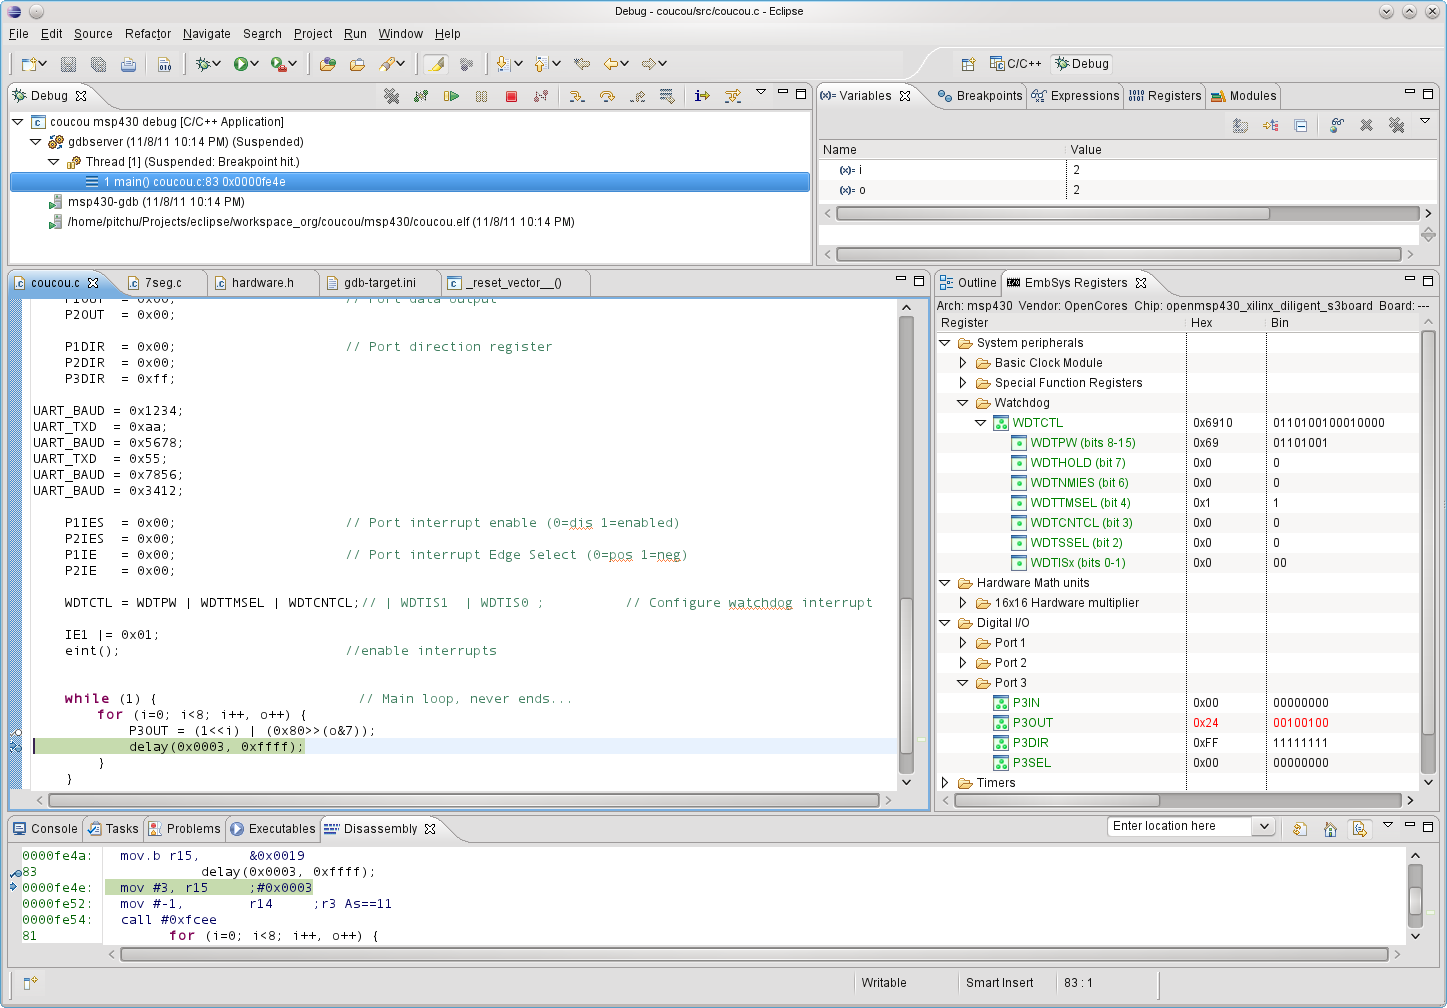 Debug - coucou/src/coucou.c - Eclipse
File Edit Source Refactor Navigate Search Project Run Window Help
C/C++ Debug
Debug
coucou msp430 debug [C/C++ Application]
gdbserver (11/8/11 10:14 PM) (Suspended)
Thread [1] (Suspended: Breakpoint hit.)
1 main() coucou.c:83 0x0000fe4e
msp430-gdb (11/8/11 10:14 PM)
/home/pitchu/Projects/eclipse/workspace_org/coucou/msp430/coucou.elf (11/8/11 10:14 PM)
(x)= Variables Breakpoints Expressions Registers Modules
Name Value
(x)= i 2
(x)= o 2
coucou.c 7seg.c hardware.h gdb-target.ini _reset_vector__()
P1OUT = 0x00; // Port data output
P2OUT = 0x00;
P1DIR = 0x00; // Port direction register
P2DIR = 0x00;
P3DIR = 0xff;
UART_BAUD = 0x1234;
UART_TXD = 0xaa;
UART_BAUD = 0x5678;
UART_TXD = 0x55;
UART_BAUD = 0x7856;
UART_BAUD = 0x3412;
P1IES = 0x00; // Port interrupt enable (0=dis 1=enabled)
P2IES = 0x00;
P1IE = 0x00; // Port interrupt Edge Select (0=pos 1=neg)
P2IE = 0x00;
WDTCTL = WDTPW | WDTTMSEL | WDTCNTCL;// | WDTIS1 | WDTIS0 ; // Configure watchdog interrupt
IE1 |= 0x01;
eint(); //enable interrupts
while (1) { // Main loop, never ends...
for (i=0; i<8; i++, o++) {
P3OUT = (1<<i) | (0x80>>(o&7));
delay(0x0003, 0xffff);
}
}
Outline EmbSys Registers
Arch: msp430 Vendor: OpenCores Chip: openmsp430_xilinx_diligent_s3board Board: ---
Register Hex Bin
System peripherals
Basic Clock Module
Special Function Registers
Watchdog
WDTCTL 0x6910 0110100100010000
WDTPW (bits 8-15) 0x69 01101001
WDTHOLD (bit 7) 0x0 0
WDTNMIES (bit 6) 0x0 0
WDTTMSEL (bit 4) 0x1 1
WDTCNTCL (bit 3) 0x0 0
WDTSSEL (bit 2) 0x0 0
WDTISx (bits 0-1) 0x0 00
Hardware Math units
16x16 Hardware multiplier
Digital I/O
Port 1
Port 2
Port 3
P3IN 0x00 00000000
P3OUT 0x24 00100100
P3DIR 0xFF 11111111
P3SEL 0x00 00000000
Timers
Console Tasks Problems Executables Disassembly
Enter location here
0000fe4a: mov.b r15, &0x0019
83 delay(0x0003, 0xffff);
0000fe4e: mov #3, r15 ;#0x0003
0000fe52: mov #-1, r14 ;r3 As==11
0000fe54: call #0xfcee
81 for (i=0; i<8; i++, o++) {
Writable Smart Insert 83 : 1